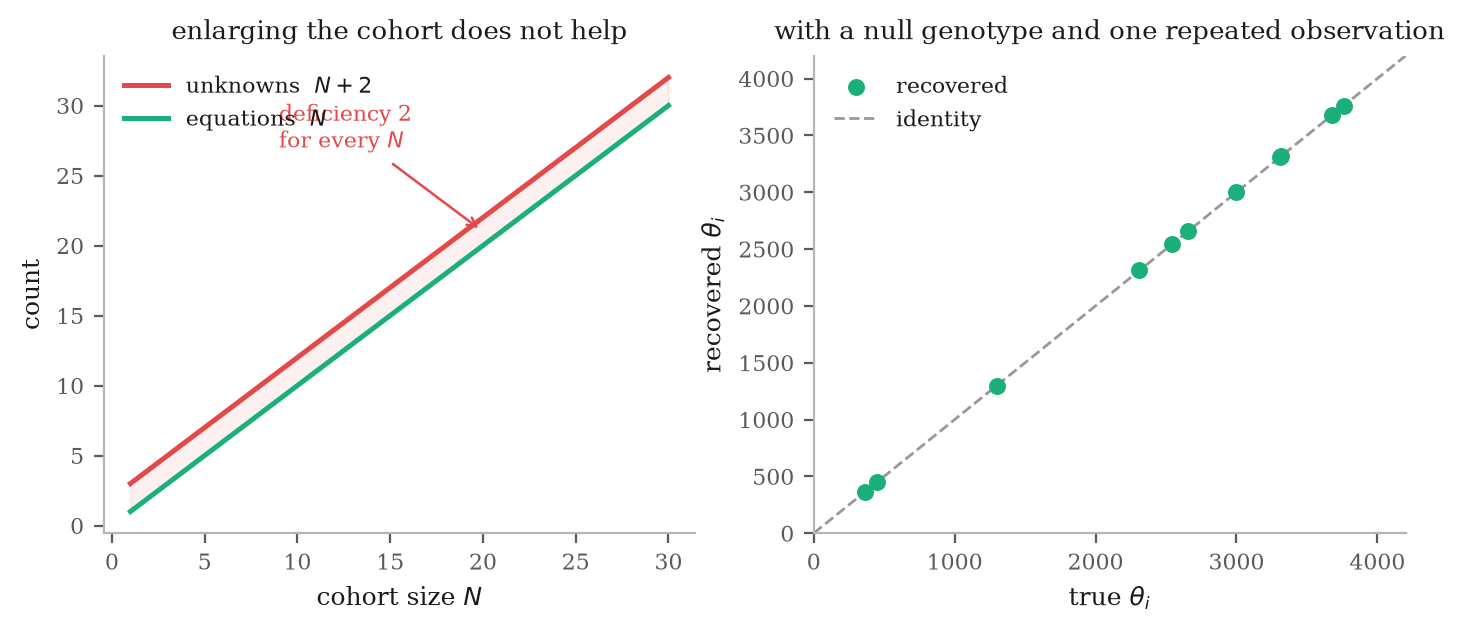 enlarging the cohort does not help
unknowns N + 2
equations N
deficiency 2
for every N
30
25
20
15
10
5
0
count
0 5 10 15 20 25 30
cohort size N
with a null genotype and one repeated observation
recovered
identity
4000
3500
3000
2500
2000
1500
1000
500
0
recovered θᵢ
0 1000 2000 3000 4000
true θᵢ